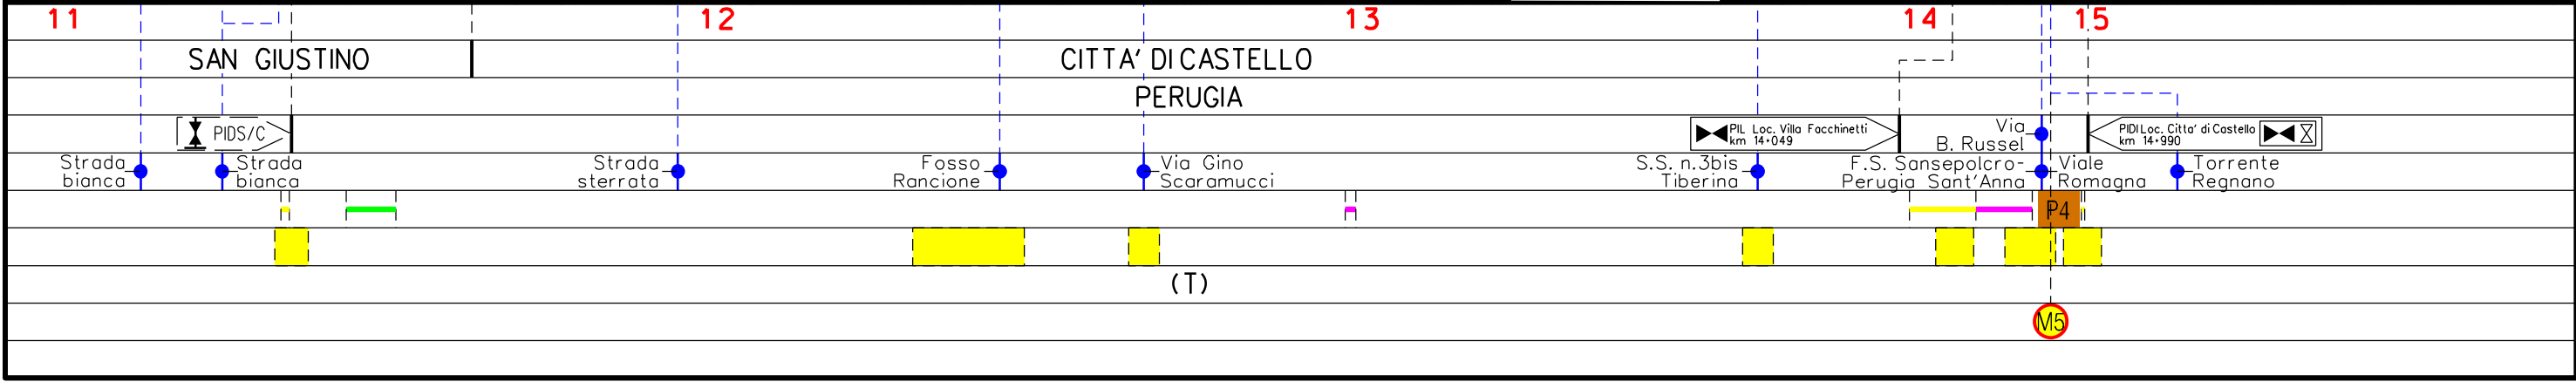 11 12 13 14 15
SAN GIUSTINO CITTA' DI CASTELLO
PERUGIA
PIDS/C
PIL Loc. Villa Facchinetti
km 14+049
Via
B. Russel
PIDI Loc. Citta' di Castello
km 14+990
Strada
bianca
Strada
bianca
Strada
sterrata
Fosso
Rancione
Via Gino
Scaramucci
S.S. n.3bis
Tiberina
F.S. Sansepolcro-
Perugia Sant'Anna
Viale
Romagna
Torrente
Regnano
P4
(T)
M5